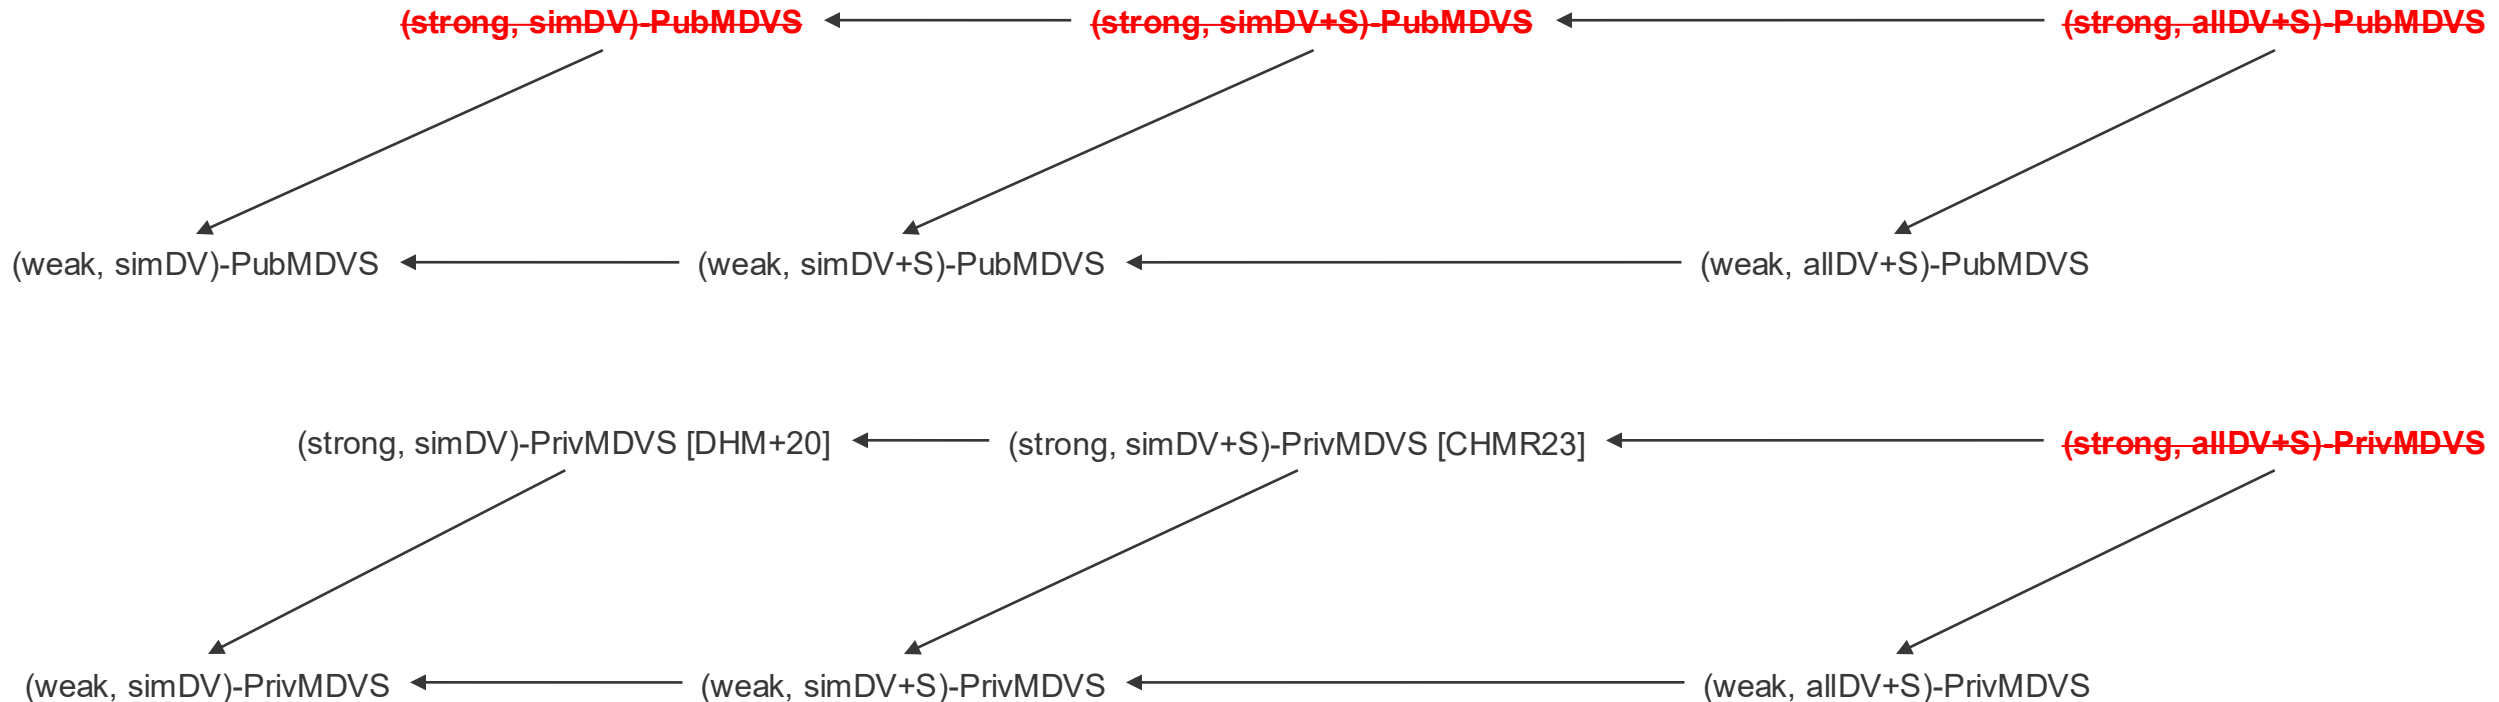 (strong, simDV)-PubMDVS
(strong, simDV+S)-PubMDVS
(strong, allDV+S)-PubMDVS
(weak, simDV)-PubMDVS
(weak, simDV+S)-PubMDVS
(weak, allDV+S)-PubMDVS
(strong, simDV)-PrivMDVS [DHM+20]
(strong, simDV+S)-PrivMDVS [CHMR23]
(strong, allDV+S)-PrivMDVS
(weak, simDV)-PrivMDVS
(weak, simDV+S)-PrivMDVS
(weak, allDV+S)-PrivMDVS